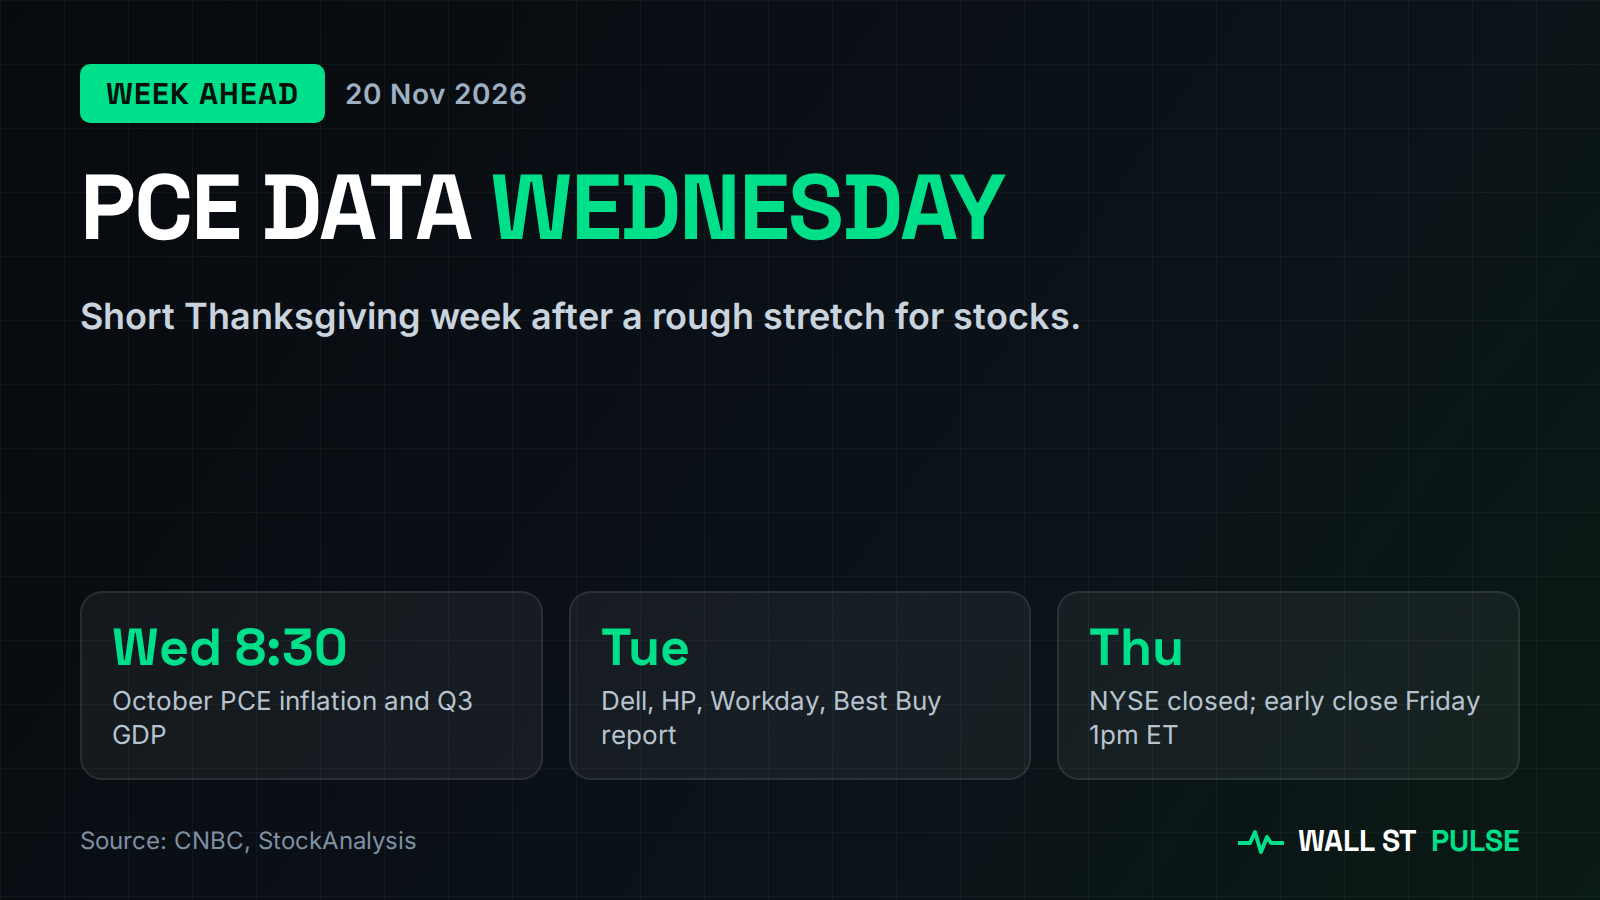 WEEK AHEAD 20 Nov 2026
PCE DATA WEDNESDAY
Short Thanksgiving week after a rough stretch for stocks.
Wed 8:30
October PCE inflation and Q3
GDP
Tue
Dell, HP, Workday, Best Buy
report
Thu
NYSE closed; early close Friday
1pm ET
Source: CNBC, StockAnalysis
WALL ST PULSE